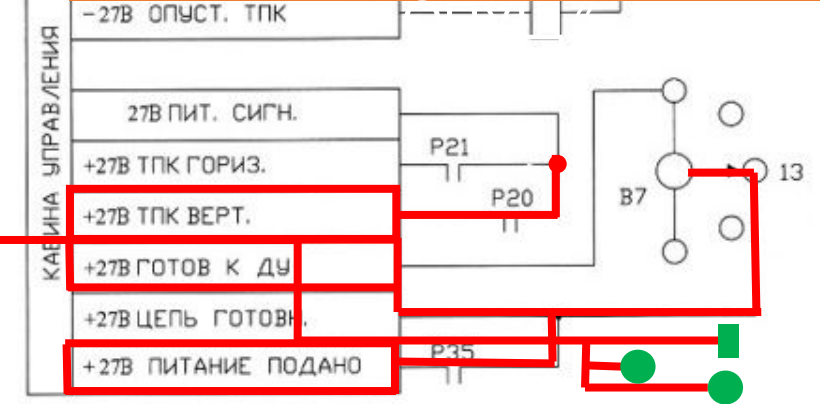 -27В ОПУСТ. ТПК
КАБИНА УПРАВЛЕНИЯ
27В ПИТ. СИГН.
+27В ТПК ГОРИЗ.
Р21
+27В ТПК ВЕРТ.
Р20
В7
13
+27В ГОТОВ К ДУ
+27В ЦЕПЬ ГОТОВН.
+27В ПИТАНИЕ ПОДАНО
Р35